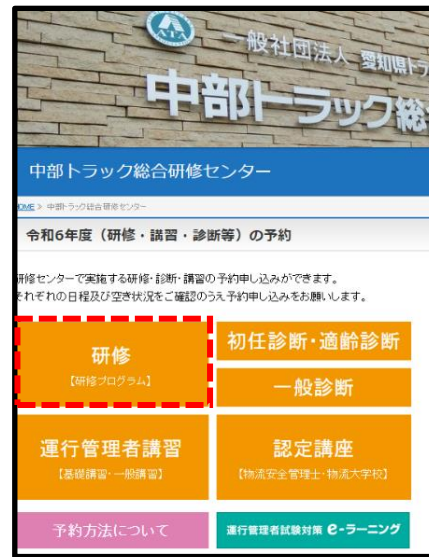 ATA
一般社団法人 愛知県ト
中部トラック総
中部トラック総合研修センター
HOME > 中部トラック総合研修センター
令和6年度（研修・講習・診断等）の予約
研修センターで実施する研修・診断・講習の予約申し込みができます。
それぞれの日程及び空き状況をご確認のうえ予約申し込みをお願いします。
研修
【研修プログラム】
初任診断・適齢診断
一般診断
運行管理者講習
【基礎講習・一般講習】
認定講座
【物流安全管理士・物流大学校】
予約方法について
運行管理者試験対策 e-ラーニング